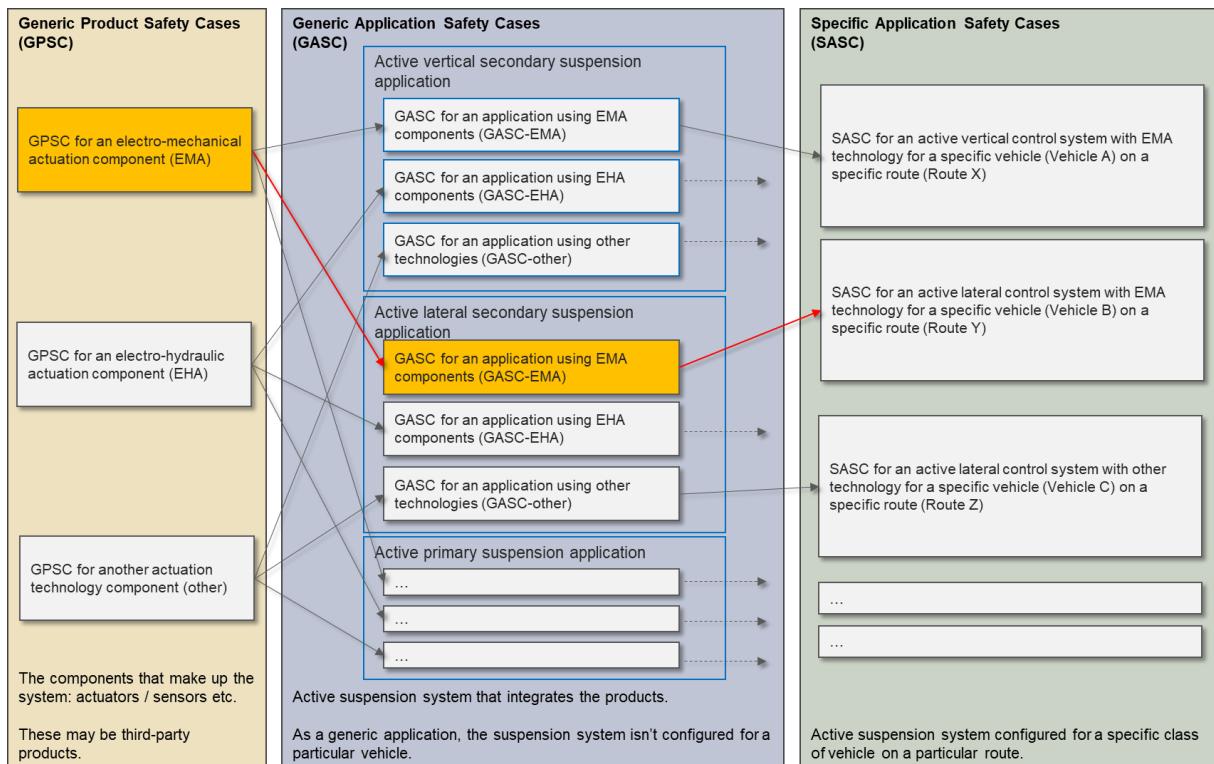 Generic Product Safety Cases
(GPSC)
GPSC for an electro-mechanical
actuation component (EMA)
GPSC for an electro-hydraulic
actuation component (EHA)
GPSC for another actuation
technology component (other)
The components that make up the
system: actuators / sensors etc.
These may be third-party
products.
Generic Application Safety Cases
(GASC)
Active vertical secondary suspension
application
GASC for an application using EMA
components (GASC-EMA)
GASC for an application using EHA
components (GASC-EHA)
GASC for an application using other
technologies (GASC-other)
Active lateral secondary suspension
application
GASC for an application using EMA
components (GASC-EMA)
GASC for an application using EHA
components (GASC-EHA)
GASC for an application using other
technologies (GASC-other)
Active primary suspension application
...
...
...
Active suspension system that integrates the products.
As a generic application, the suspension system isn't configured for a
particular vehicle.
Specific Application Safety Cases
(SASC)
SASC for an active vertical control system with EMA
technology for a specific vehicle (Vehicle A) on a
specific route (Route X)
SASC for an active lateral control system with EMA
technology for a specific vehicle (Vehicle B) on a
specific route (Route Y)
SASC for an active lateral control system with other
technology for a specific vehicle (Vehicle C) on a
specific route (Route Z)
...
...
Active suspension system configured for a specific class
of vehicle on a particular route.